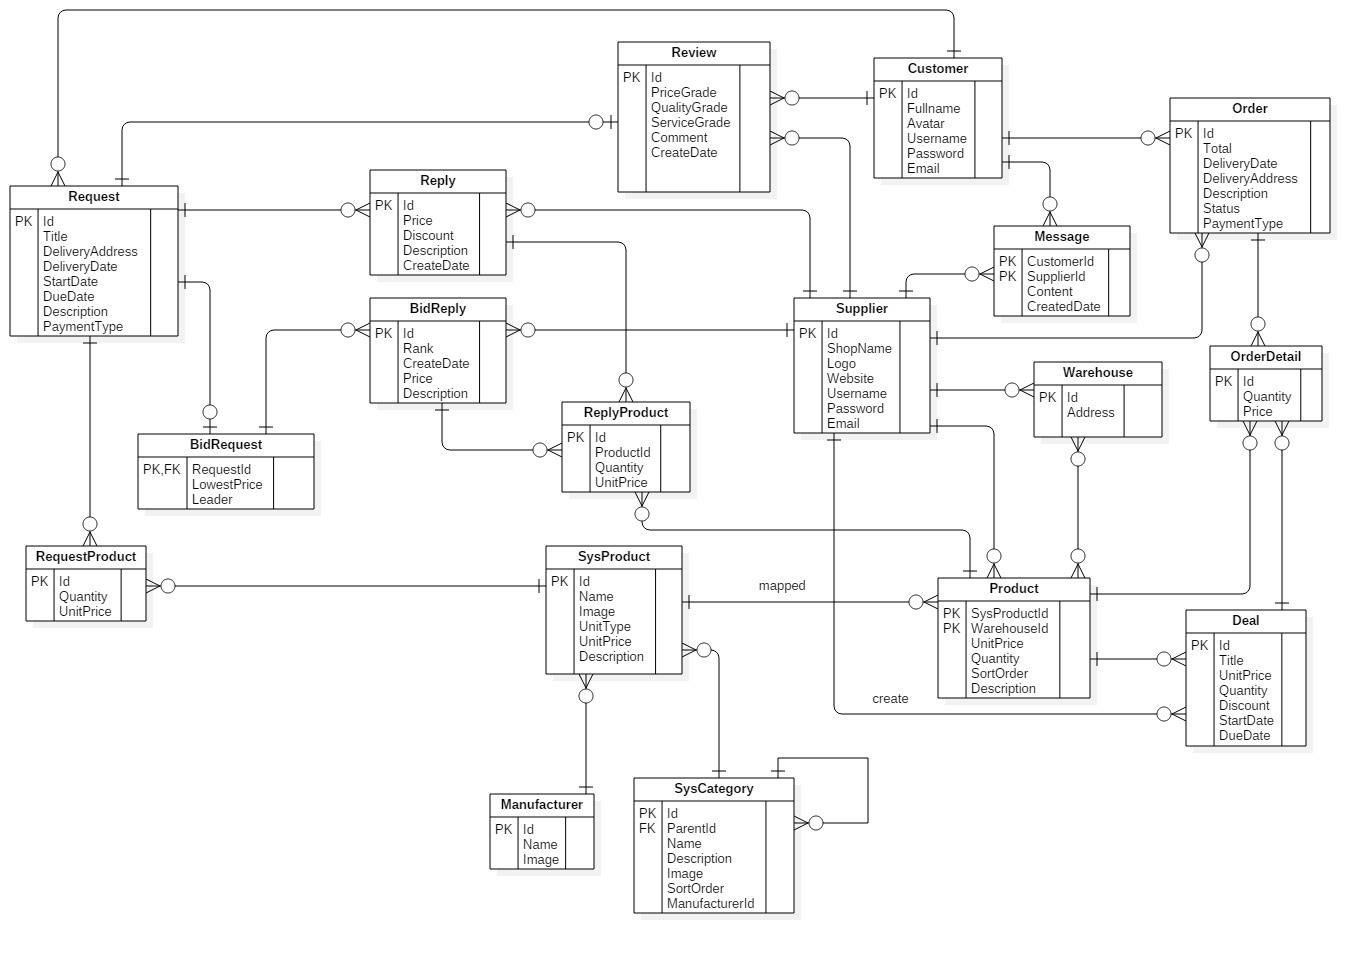 Review
PK Id
PriceGrade
QualityGrade
ServiceGrade
Comment
CreateDate
Customer
PK Id
Fullname
Avatar
Username
Password
Email
Order
PK Id
Total
DeliveryDate
DeliveryAddress
Description
Status
PaymentType
Request
PK Id
Title
DeliveryAddress
DeliveryDate
StartDate
DueDate
Description
PaymentType
Reply
PK Id
Price
Discount
Description
CreateDate
Message
PK CustomerId
PK SupplierId
Content
CreatedDate
BidReply
PK Id
Rank
CreateDate
Price
Description
Supplier
PK Id
ShopName
Logo
Website
Username
Password
Email
Warehouse
PK Id
Address
OrderDetail
PK Id
Quantity
Price
ReplyProduct
PK Id
ProductId
Quantity
UnitPrice
BidRequest
PK,FK RequestId
LowestPrice
Leader
RequestProduct
PK Id
Quantity
UnitPrice
SysProduct
PK Id
Name
Image
UnitType
UnitPrice
Description
mapped
Product
PK SysProductId
PK WarehouseId
UnitPrice
Quantity
SortOrder
Description
Deal
PK Id
Title
UnitPrice
Quantity
Discount
StartDate
DueDate
create
Manufacturer
PK Id
Name
Image
SysCategory
PK Id
FK ParentId
Name
Description
Image
SortOrder
ManufacturerId